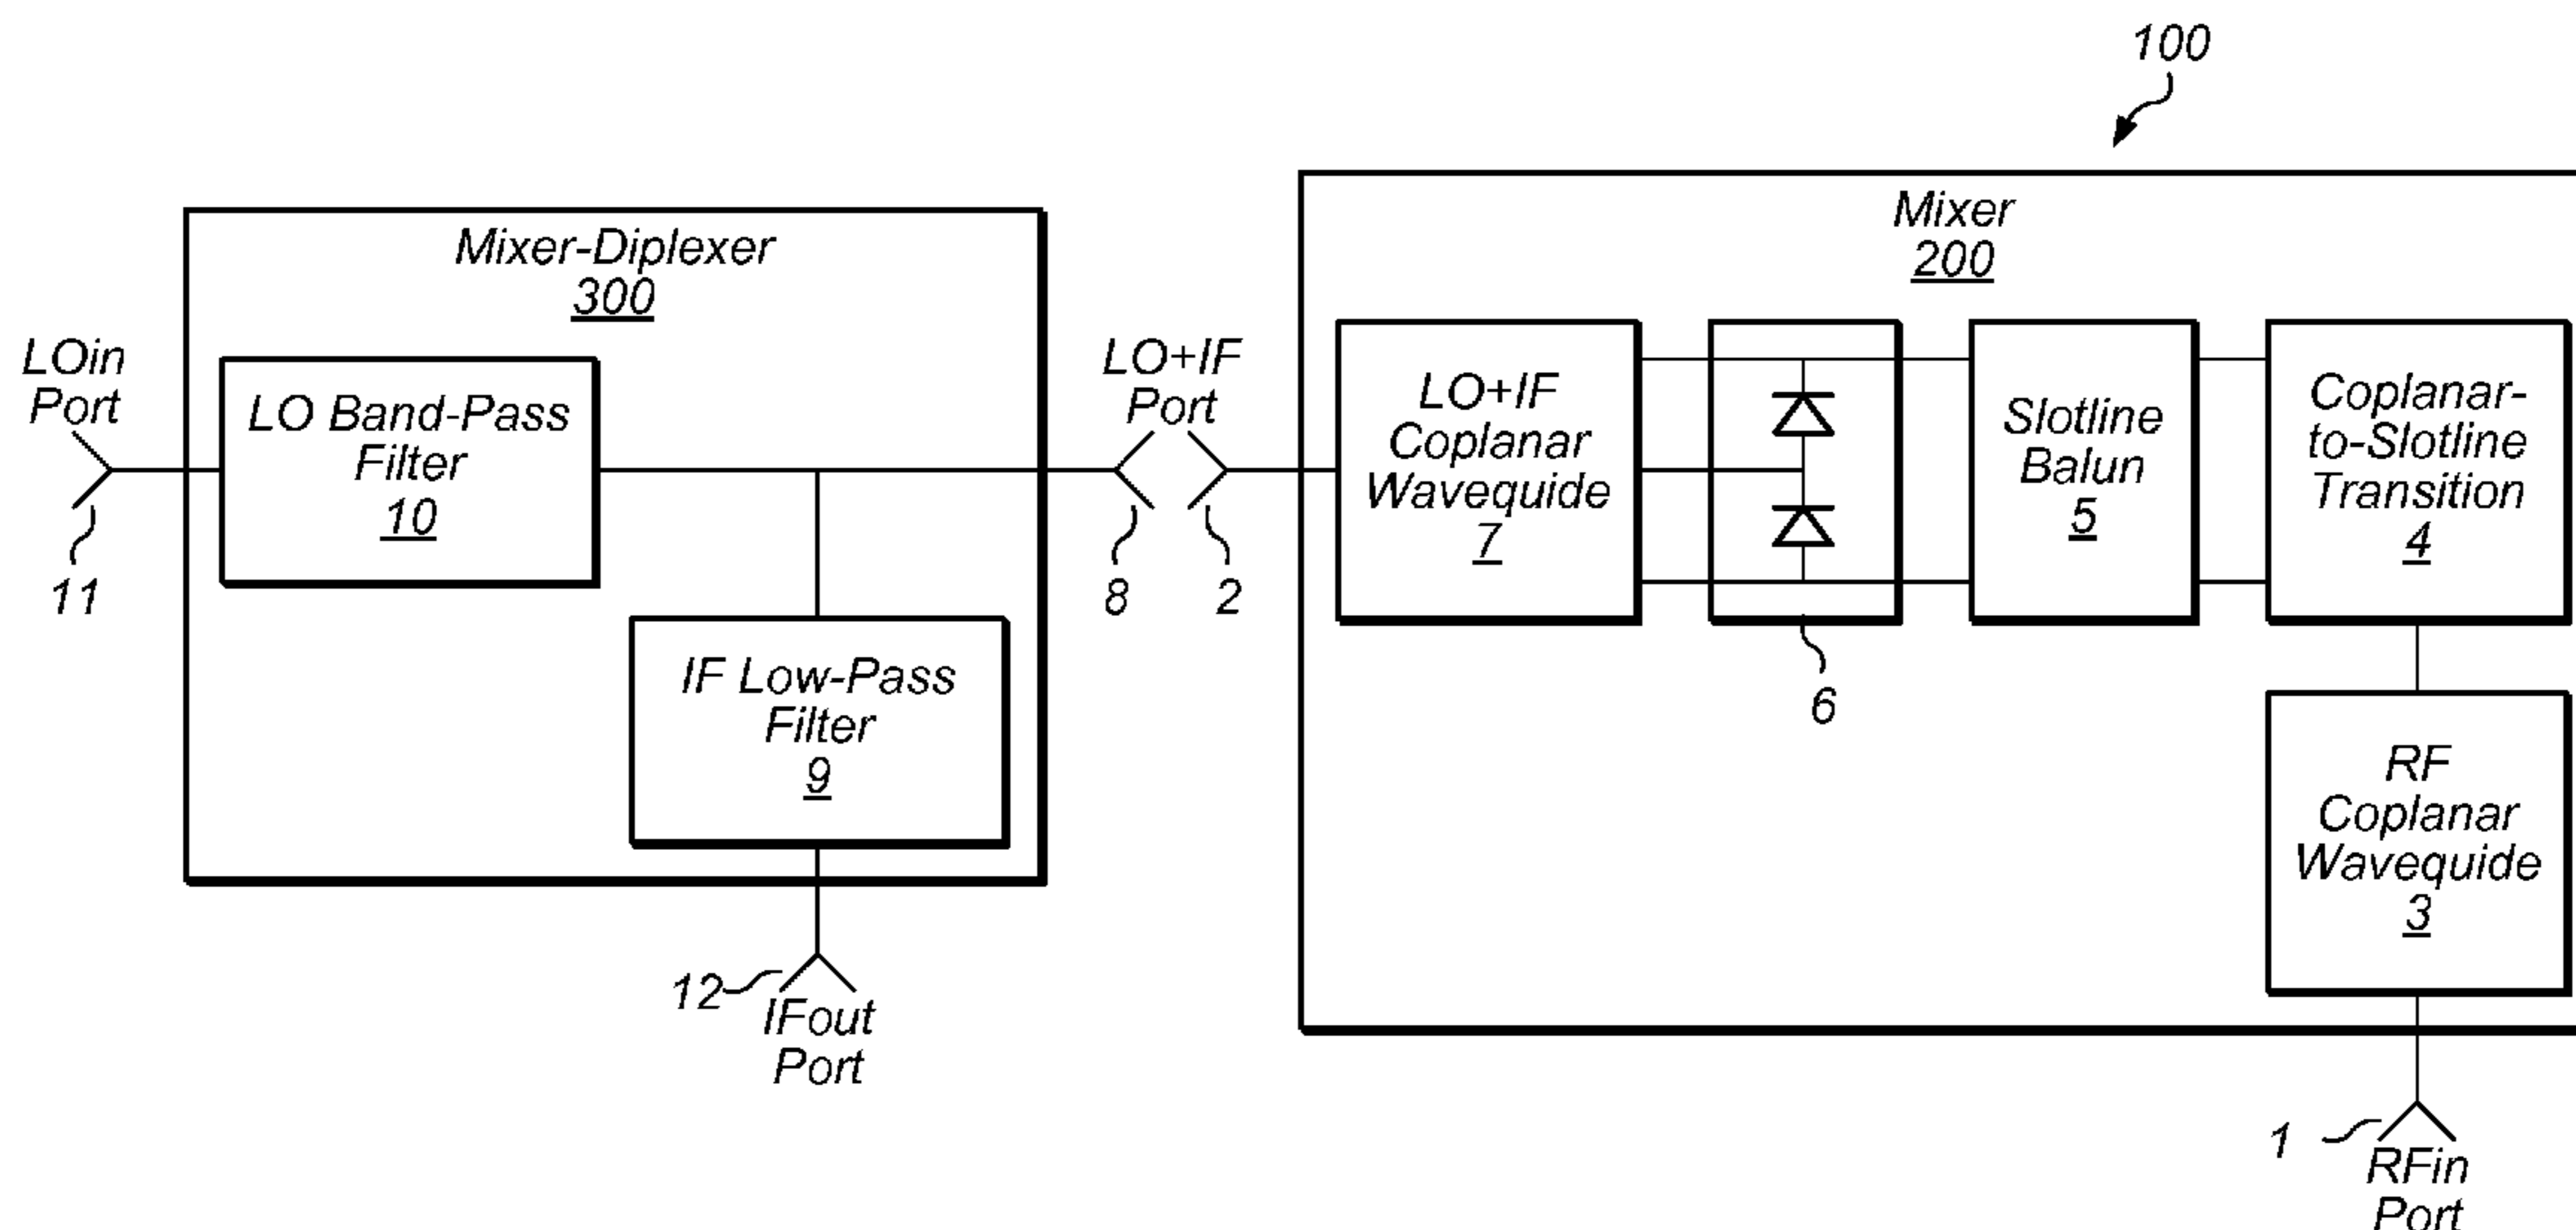 100
Mixer-Diplexer
300
LOin
Port
LO Band-Pass
Filter
10
11
IF Low-Pass
Filter
9
12
IFout
Port
LO+IF
Port
8
2
Mixer
200
LO+IF
Coplanar
Wavequide
7
6
Slotline
Balun
5
Coplanar-
to-Slotline
Transition
4
RF
Coplanar
Wavequide
3
1
RFin
Port